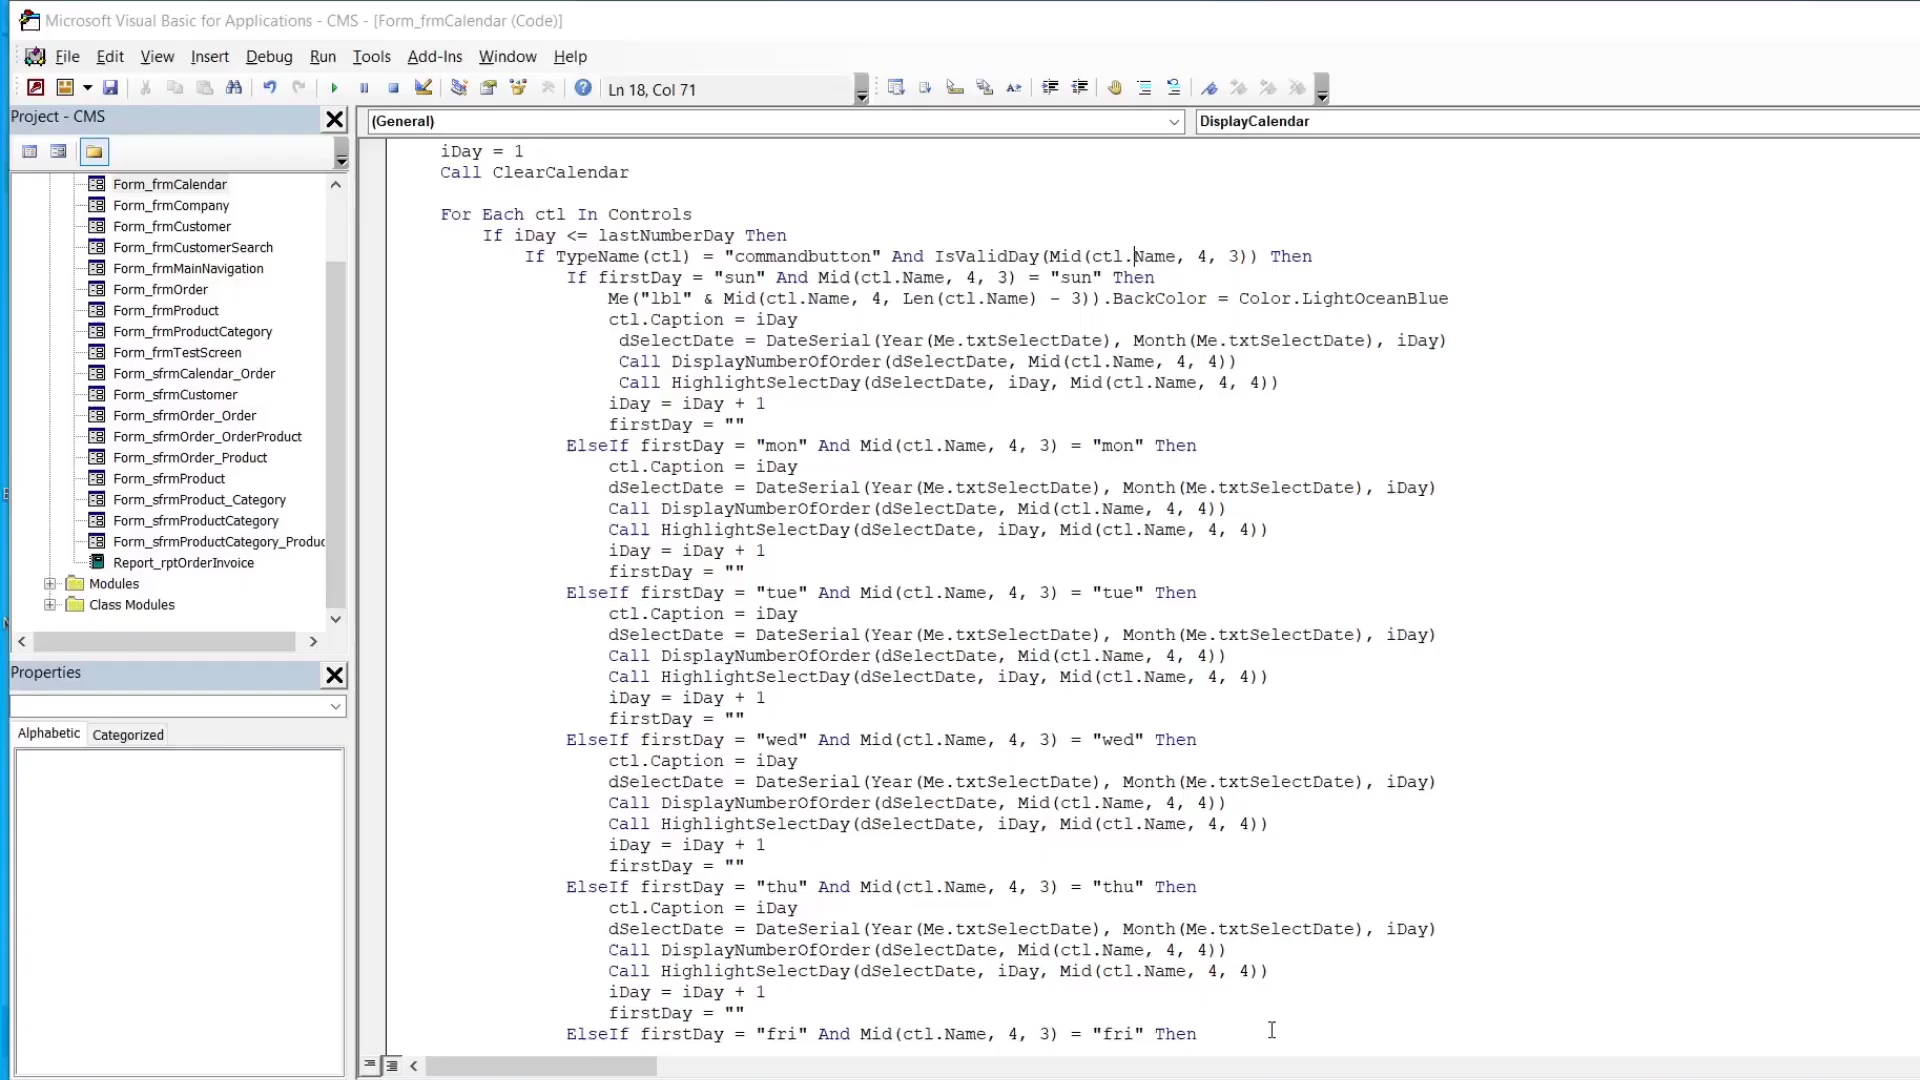 Microsoft Visual Basic for Applications - CMS - [Form_frmCalendar (Code)]
File Edit View Insert Debug Run Tools Add-Ins Window Help
Ln 18, Col 71
Project - CMS
(General)
DisplayCalendar
Form_frmCalendar
Form_frmCompany
Form_frmCustomer
Form_frmCustomerSearch
Form_frmMainNavigation
Form_frmOrder
Form_frmProduct
Form_frmProductCategory
Form_frmTestScreen
Form_sfrmCalendar_Order
Form_sfrmCustomer
Form_sfrmOrder_Order
Form_sfrmOrder_OrderProduct
Form_sfrmOrder_Product
Form_sfrmProduct
Form_sfrmProduct_Category
Form_sfrmProductCategory
Form_sfrmProductCategory_Produc
Report_rptOrderInvoice
Modules
Class Modules
Properties
Alphabetic Categorized
iDay = 1
Call ClearCalendar
For Each ctl In Controls
If iDay <= lastNumberDay Then
If TypeName(ctl) = "commandbutton" And IsValidDay(Mid(ctl.Name, 4, 3)) Then
If firstDay = "sun" And Mid(ctl.Name, 4, 3) = "sun" Then
Me("lbl" & Mid(ctl.Name, 4, Len(ctl.Name) - 3)).BackColor = Color.LightOceanBlue
ctl.Caption = iDay
dSelectDate = DateSerial(Year(Me.txtSelectDate), Month(Me.txtSelectDate), iDay)
Call DisplayNumberOfOrder(dSelectDate, Mid(ctl.Name, 4, 4))
Call HighlightSelectDay(dSelectDate, iDay, Mid(ctl.Name, 4, 4))
iDay = iDay + 1
firstDay = ""
ElseIf firstDay = "mon" And Mid(ctl.Name, 4, 3) = "mon" Then
ctl.Caption = iDay
dSelectDate = DateSerial(Year(Me.txtSelectDate), Month(Me.txtSelectDate), iDay)
Call DisplayNumberOfOrder(dSelectDate, Mid(ctl.Name, 4, 4))
Call HighlightSelectDay(dSelectDate, iDay, Mid(ctl.Name, 4, 4))
iDay = iDay + 1
firstDay = ""
ElseIf firstDay = "tue" And Mid(ctl.Name, 4, 3) = "tue" Then
ctl.Caption = iDay
dSelectDate = DateSerial(Year(Me.txtSelectDate), Month(Me.txtSelectDate), iDay)
Call DisplayNumberOfOrder(dSelectDate, Mid(ctl.Name, 4, 4))
Call HighlightSelectDay(dSelectDate, iDay, Mid(ctl.Name, 4, 4))
iDay = iDay + 1
firstDay = ""
ElseIf firstDay = "wed" And Mid(ctl.Name, 4, 3) = "wed" Then
ctl.Caption = iDay
dSelectDate = DateSerial(Year(Me.txtSelectDate), Month(Me.txtSelectDate), iDay)
Call DisplayNumberOfOrder(dSelectDate, Mid(ctl.Name, 4, 4))
Call HighlightSelectDay(dSelectDate, iDay, Mid(ctl.Name, 4, 4))
iDay = iDay + 1
firstDay = ""
ElseIf firstDay = "thu" And Mid(ctl.Name, 4, 3) = "thu" Then
ctl.Caption = iDay
dSelectDate = DateSerial(Year(Me.txtSelectDate), Month(Me.txtSelectDate), iDay)
Call DisplayNumberOfOrder(dSelectDate, Mid(ctl.Name, 4, 4))
Call HighlightSelectDay(dSelectDate, iDay, Mid(ctl.Name, 4, 4))
iDay = iDay + 1
firstDay = ""
ElseIf firstDay = "fri" And Mid(ctl.Name, 4, 3) = "fri" Then